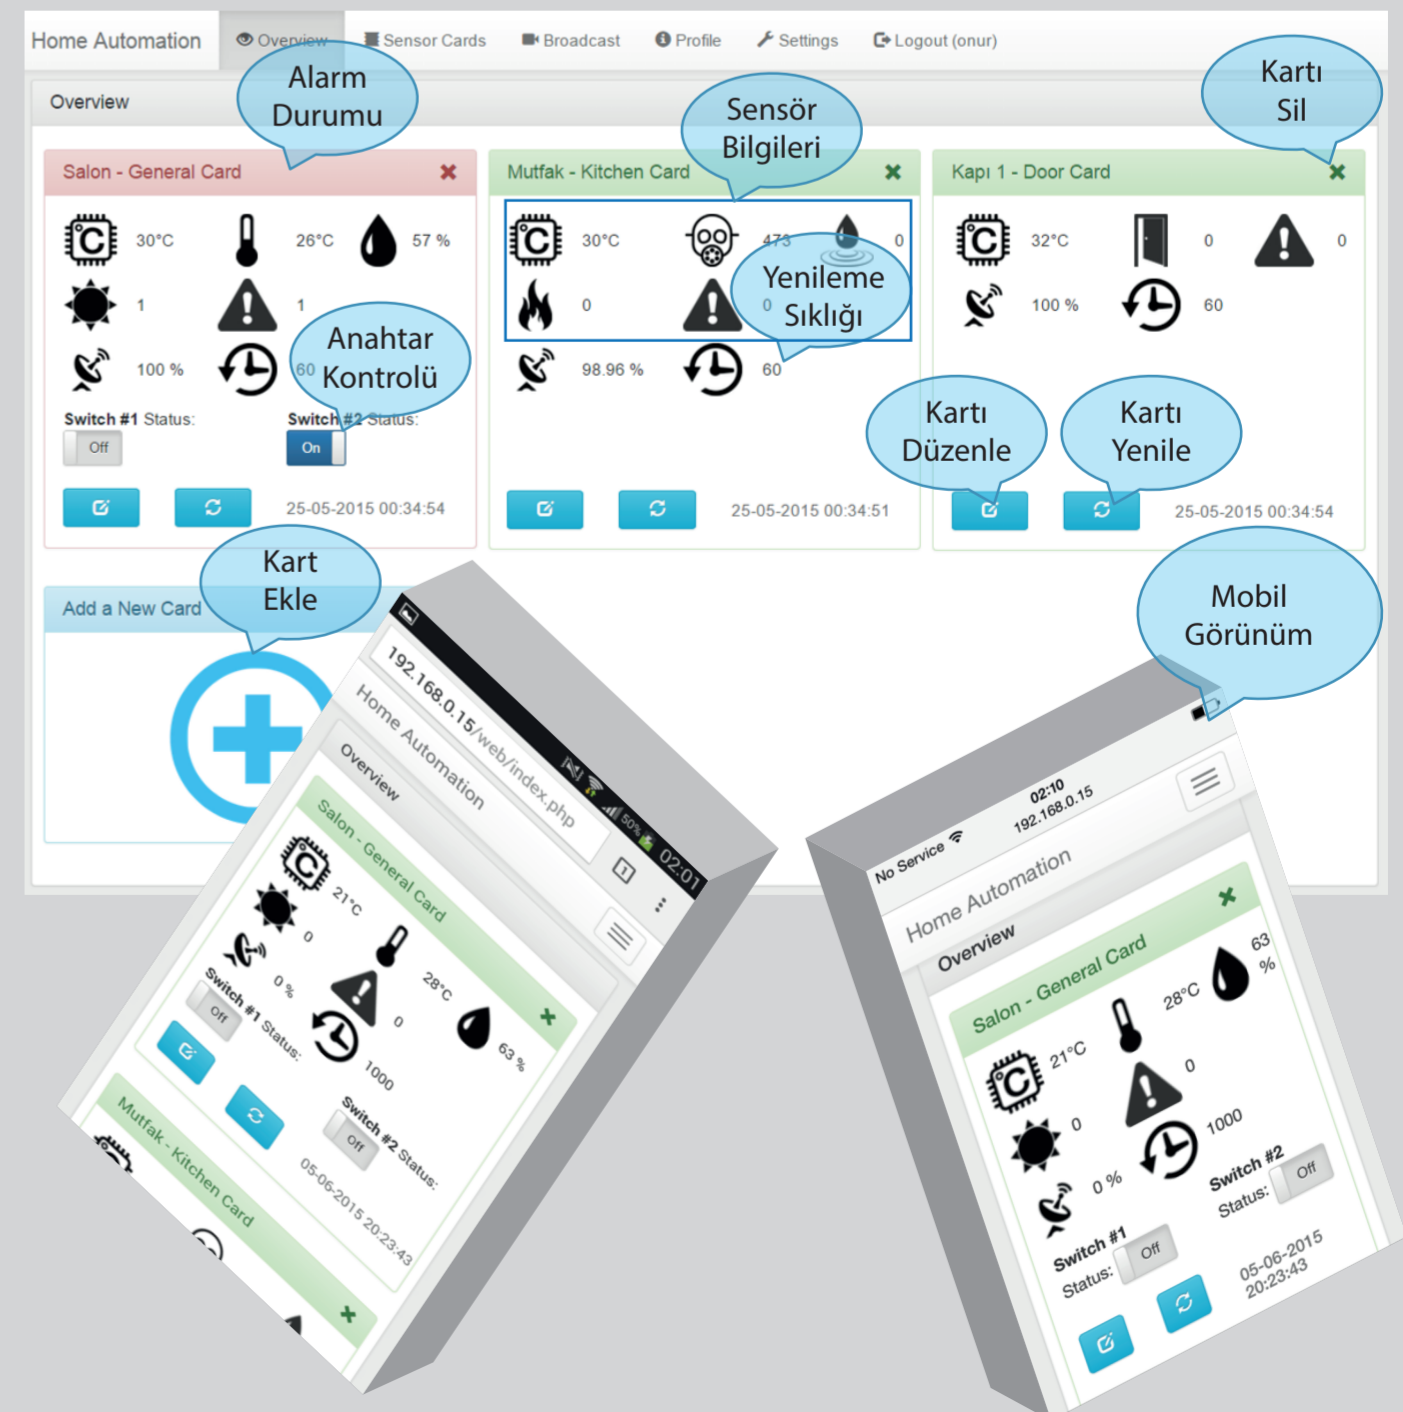 Home Automation
Overview
Sensor Cards
Broadcast
Profile
Settings
Logout (onur)
Overview
Alarm
Durumu
Sensör
Bilgileri
Kartı
Sil
Salon - General Card
30°C
26°C
57 %
1
1
100 %
60
Anahtar
Kontrolü
Switch #1 Status:
Off
Switch #2 Status:
On
25-05-2015 00:34:54
Mutfak - Kitchen Card
30°C
473
0
0
0
Yenileme
Sıklığı
98.96 %
60
25-05-2015 00:34:51
Kapı 1 - Door Card
32°C
0
0
100 %
60
Kartı
Düzenle
Kartı
Yenile
25-05-2015 00:34:54
Kart
Ekle
Add a New Card
Mobil
Görünüm
50%
02:01
192.168.0.15/web/index.php
1
Home Automation
Overview
Salon - General Card
21°C
28°C
63 %
0
0
0 %
1000
Switch #1 Status:
Off
Switch #2 Status:
Off
05-06-2015 20:23:43
Mutfak - Kitchen Card
No Service
02:10
192.168.0.15
Home Automation
Overview
Salon - General Card
21°C
28°C
63
%
0
0
0 %
1000
Switch #1
Status:
Off
Switch #2
Status:
Off
05-06-2015
20:23:43